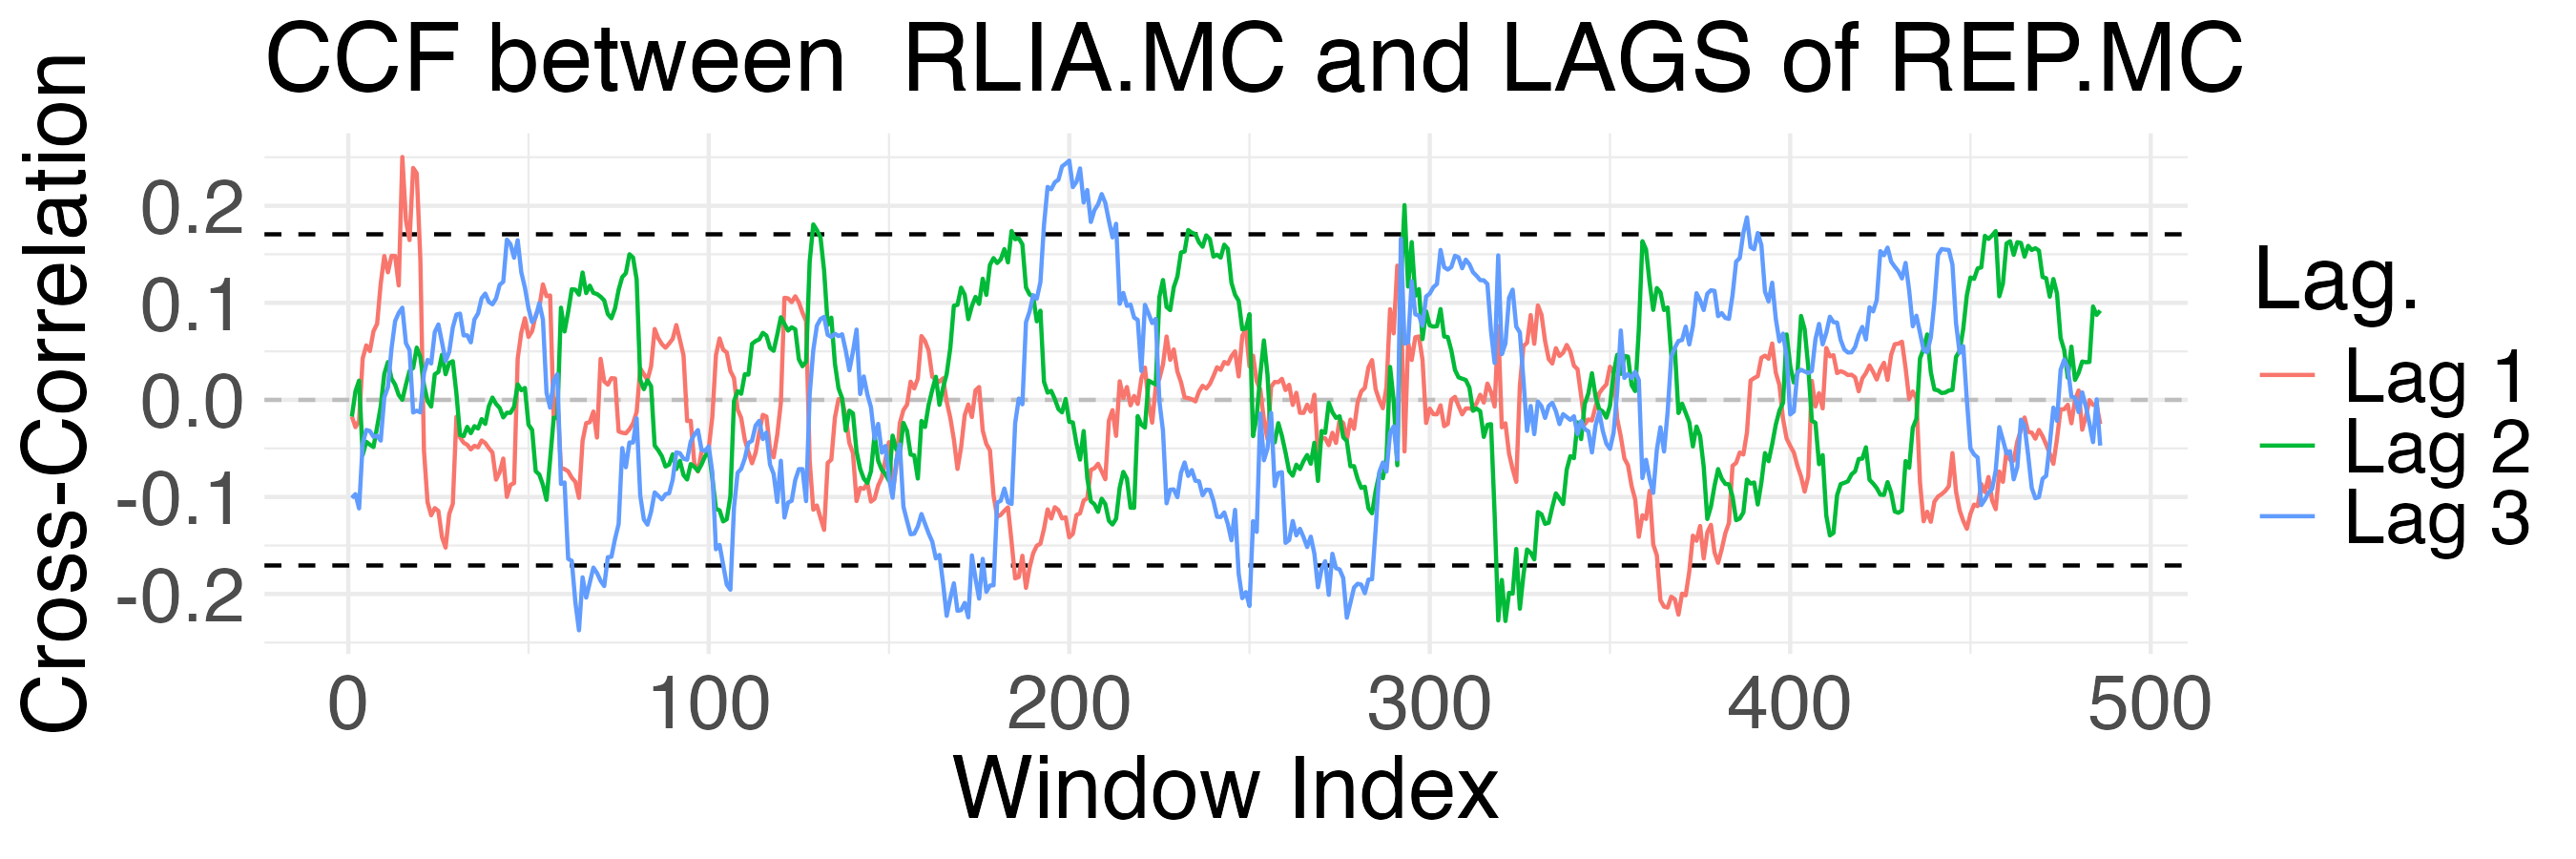 CCF between  RLIA.MC and LAGS of REP.MC
Cross-Correlation
0.2
0.1
0.0
-0.1
-0.2
0 100 200 300 400 500
Window Index
Lag.
Lag 1
Lag 2
Lag 3